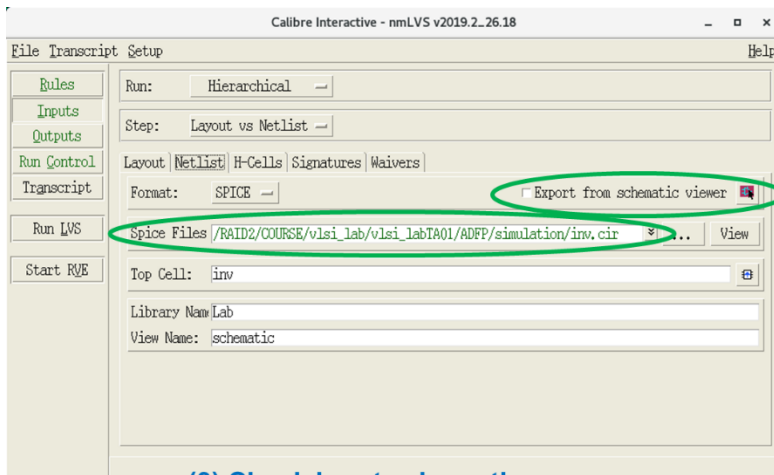 Calibre Interactive - nmLVS v2019.2_26.18
File Transcript Setup Help
Rules
Inputs
Outputs
Run Control
Transcript
Run LVS
Start RVE
Run: Hierarchical
Step: Layout vs Netlist
Layout Netlist H-Cells Signatures Waivers
Format: SPICE Export from schematic viewer
Spice Files /RAID2/COURSE/vlsi_lab/vlsi_labTA01/ADFP/simulation/inv.cir ... View
Top Cell: inv
Library Nam Lab
View Name: schematic